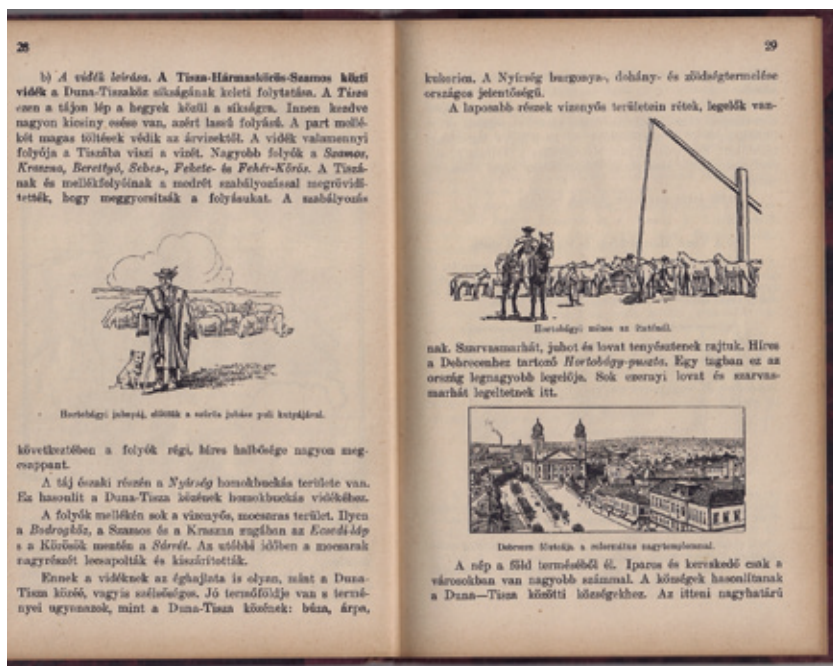 28
b) A vidék leírása. A Tisza-Hármaskörös-Szamos közti
vidék a Duna-Tiszaköz síkságának keleti folytatása. A Tisza
ezen a tájon lép a hegyek közül a síkságra. Innen kezdve
nagyon kicsiny esése van, azért lassú folyású. A part mellé-
két magas töltések védik az árvizektől. A vidék valamennyi
folyója a Tiszába viszi a vizét. Nagyobb folyók a Szamos,
Kraszna, Berettyó, Sebes-, Fekete- és Fehér-Körös. A Tiszá-
nak és mellékfolyóinak a medrét szabályozással megrövidí-
tették, hogy meggyorsítsák a folyásukat. A szabályozás
Hortobágyi juhnyáj, előttük a szűrös juhász puli kutyájával.
következtében a folyók régi, híres halbősége nagyon meg-
csappant.
A táj északi részén a Nyírség homokbuckás területe van.
Ez hasonlít a Duna-Tisza közének homokbuckás vidékéhez.
A folyók mellékén sok a vizenyős, mocsaras terület. Ilyen
a Bodrogköz, a Szamos és a Kraszna zugában az Ecsedi-láp
s a Körösök mentén a Sárrét. Az utóbbi időben a mocsarak
nagyrészét lecsapolták és kiszárították.
Ennek a vidéknek az éghajlata is olyan, mint a Duna-
Tisza közéé, vagyis szélsőséges. Jó termőföldje van s termé-
nyei ugyanazok, mint a Duna-Tisza közének: búza, árpa,
29
kukorica. A Nyírség burgonya-, dohány- és zöldségtermelése
országos jelentőségű.
A laposabb részek vizenyős területein rétek, legelők van-
Hortobágyi ménes az itatónál.
nak. Szarvasmarhát, juhot és lovat tenyésztenek rajtuk. Híres
a Debrecenhez tartozó Hortobágy-puszta. Egy tagban ez az
ország legnagyobb legelője. Sok ezernyi lovat és szarvas-
marhát legeltetnek itt.
Debrecen főutcája a református nagytemplommal.
A nép a föld terméséből él. Iparos és kereskedő csak a
városokban van nagyobb számmal. A községek hasonlítanak
a Duna—Tisza közötti községekhez. Az itteni nagyhatárú